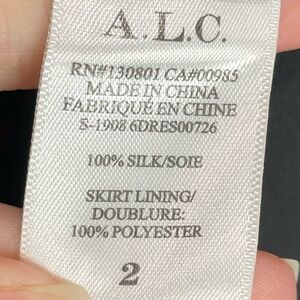 A.L.C.
RN#130801 CA#00985
MADE IN CHINA
FABRIQUÉ EN CHINE
S-1908 6DRES00726
100% SILK/SOIE
SKIRT LINING/
DOUBLURE:
100% POLYESTER
2